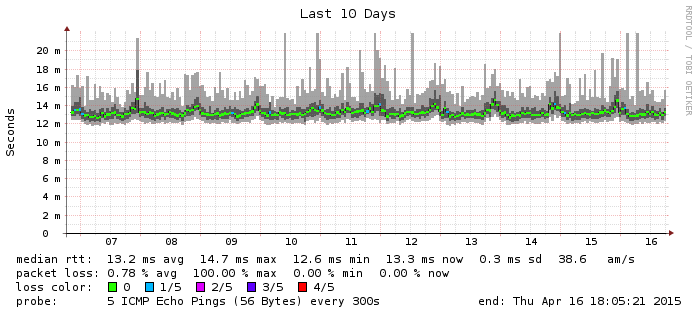 Last 10 Days
RRDTOOL / TOBI OETIKER
Seconds
20 m
18 m
16 m
14 m
12 m
10 m
8 m
6 m
4 m
2 m
0
07 08 09 10 11 12 13 14 15 16
median rtt: 13.2 ms avg 14.7 ms max 12.6 ms min 13.3 ms now 0.3 ms sd 38.6 am/s
packet loss: 0.78 % avg 100.00 % max 0.00 % min 0.00 % now
loss color: 0 1/5 2/5 3/5 4/5
probe: 5 ICMP Echo Pings (56 Bytes) every 300s end: Thu Apr 16 18:05:21 2015